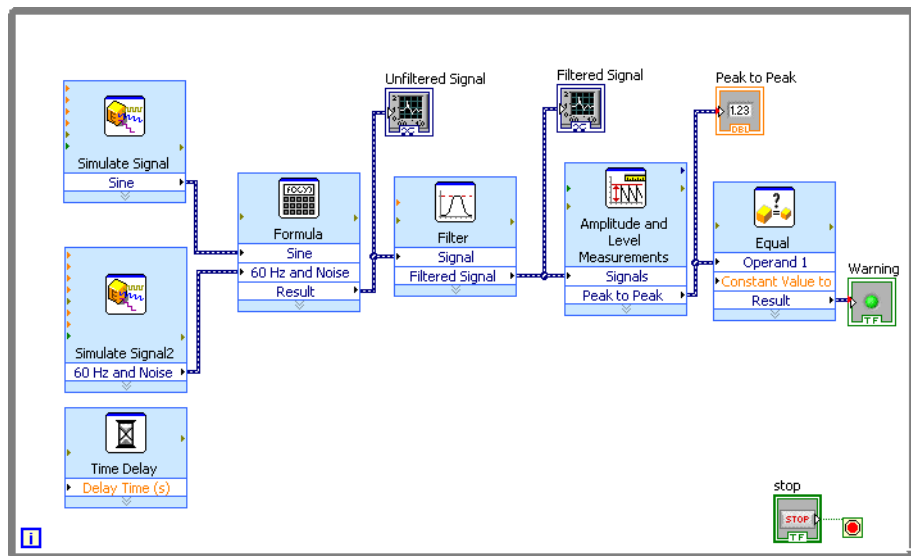 Unfiltered Signal
Filtered Signal
Peak to Peak
1.23
DBL
Simulate Signal
Sine
f(x,y)
Formula
Sine
60 Hz and Noise
Result
Filter
Signal
Filtered Signal
Amplitude and
Level
Measurements
Signals
Peak to Peak
?
Equal
Operand 1
Constant Value to
Result
Warning
TF
Simulate Signal2
60 Hz and Noise
Time Delay
Delay Time (s)
stop
STOP
TF
i